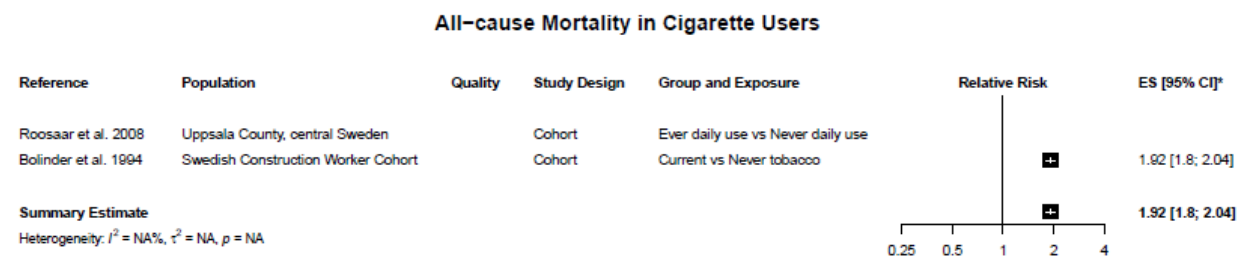 All-cause Mortality in Cigarette Users
Reference Population Quality Study Design Group and Exposure Relative Risk ES [95% CI]*
Roosaar et al. 2008 Uppsala County, central Sweden Cohort Ever daily use vs Never daily use
Bolinder et al. 1994 Swedish Construction Worker Cohort Cohort Current vs Never tobacco 1.92 [1.8; 2.04]
Summary Estimate 1.92 [1.8; 2.04]
Heterogeneity: I² = NA%, τ² = NA, p = NA
0.25 0.5 1 2 4